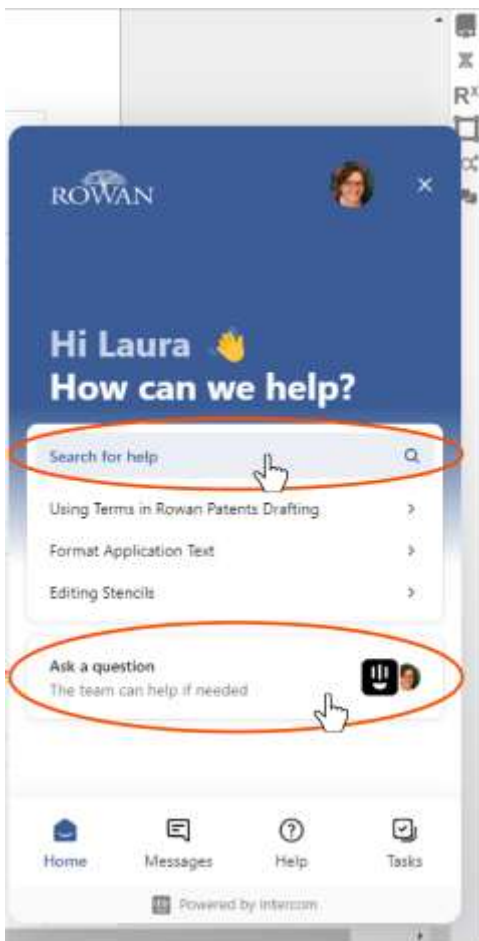 Rx
ROWAN
Hi Laura 👋
How can we help?
Search for help
Using Terms in Rowan Patents Drafting
Format Application Text
Editing Stencils
Ask a question
The team can help if needed
Home Messages Help Tasks
Powered by Intercom